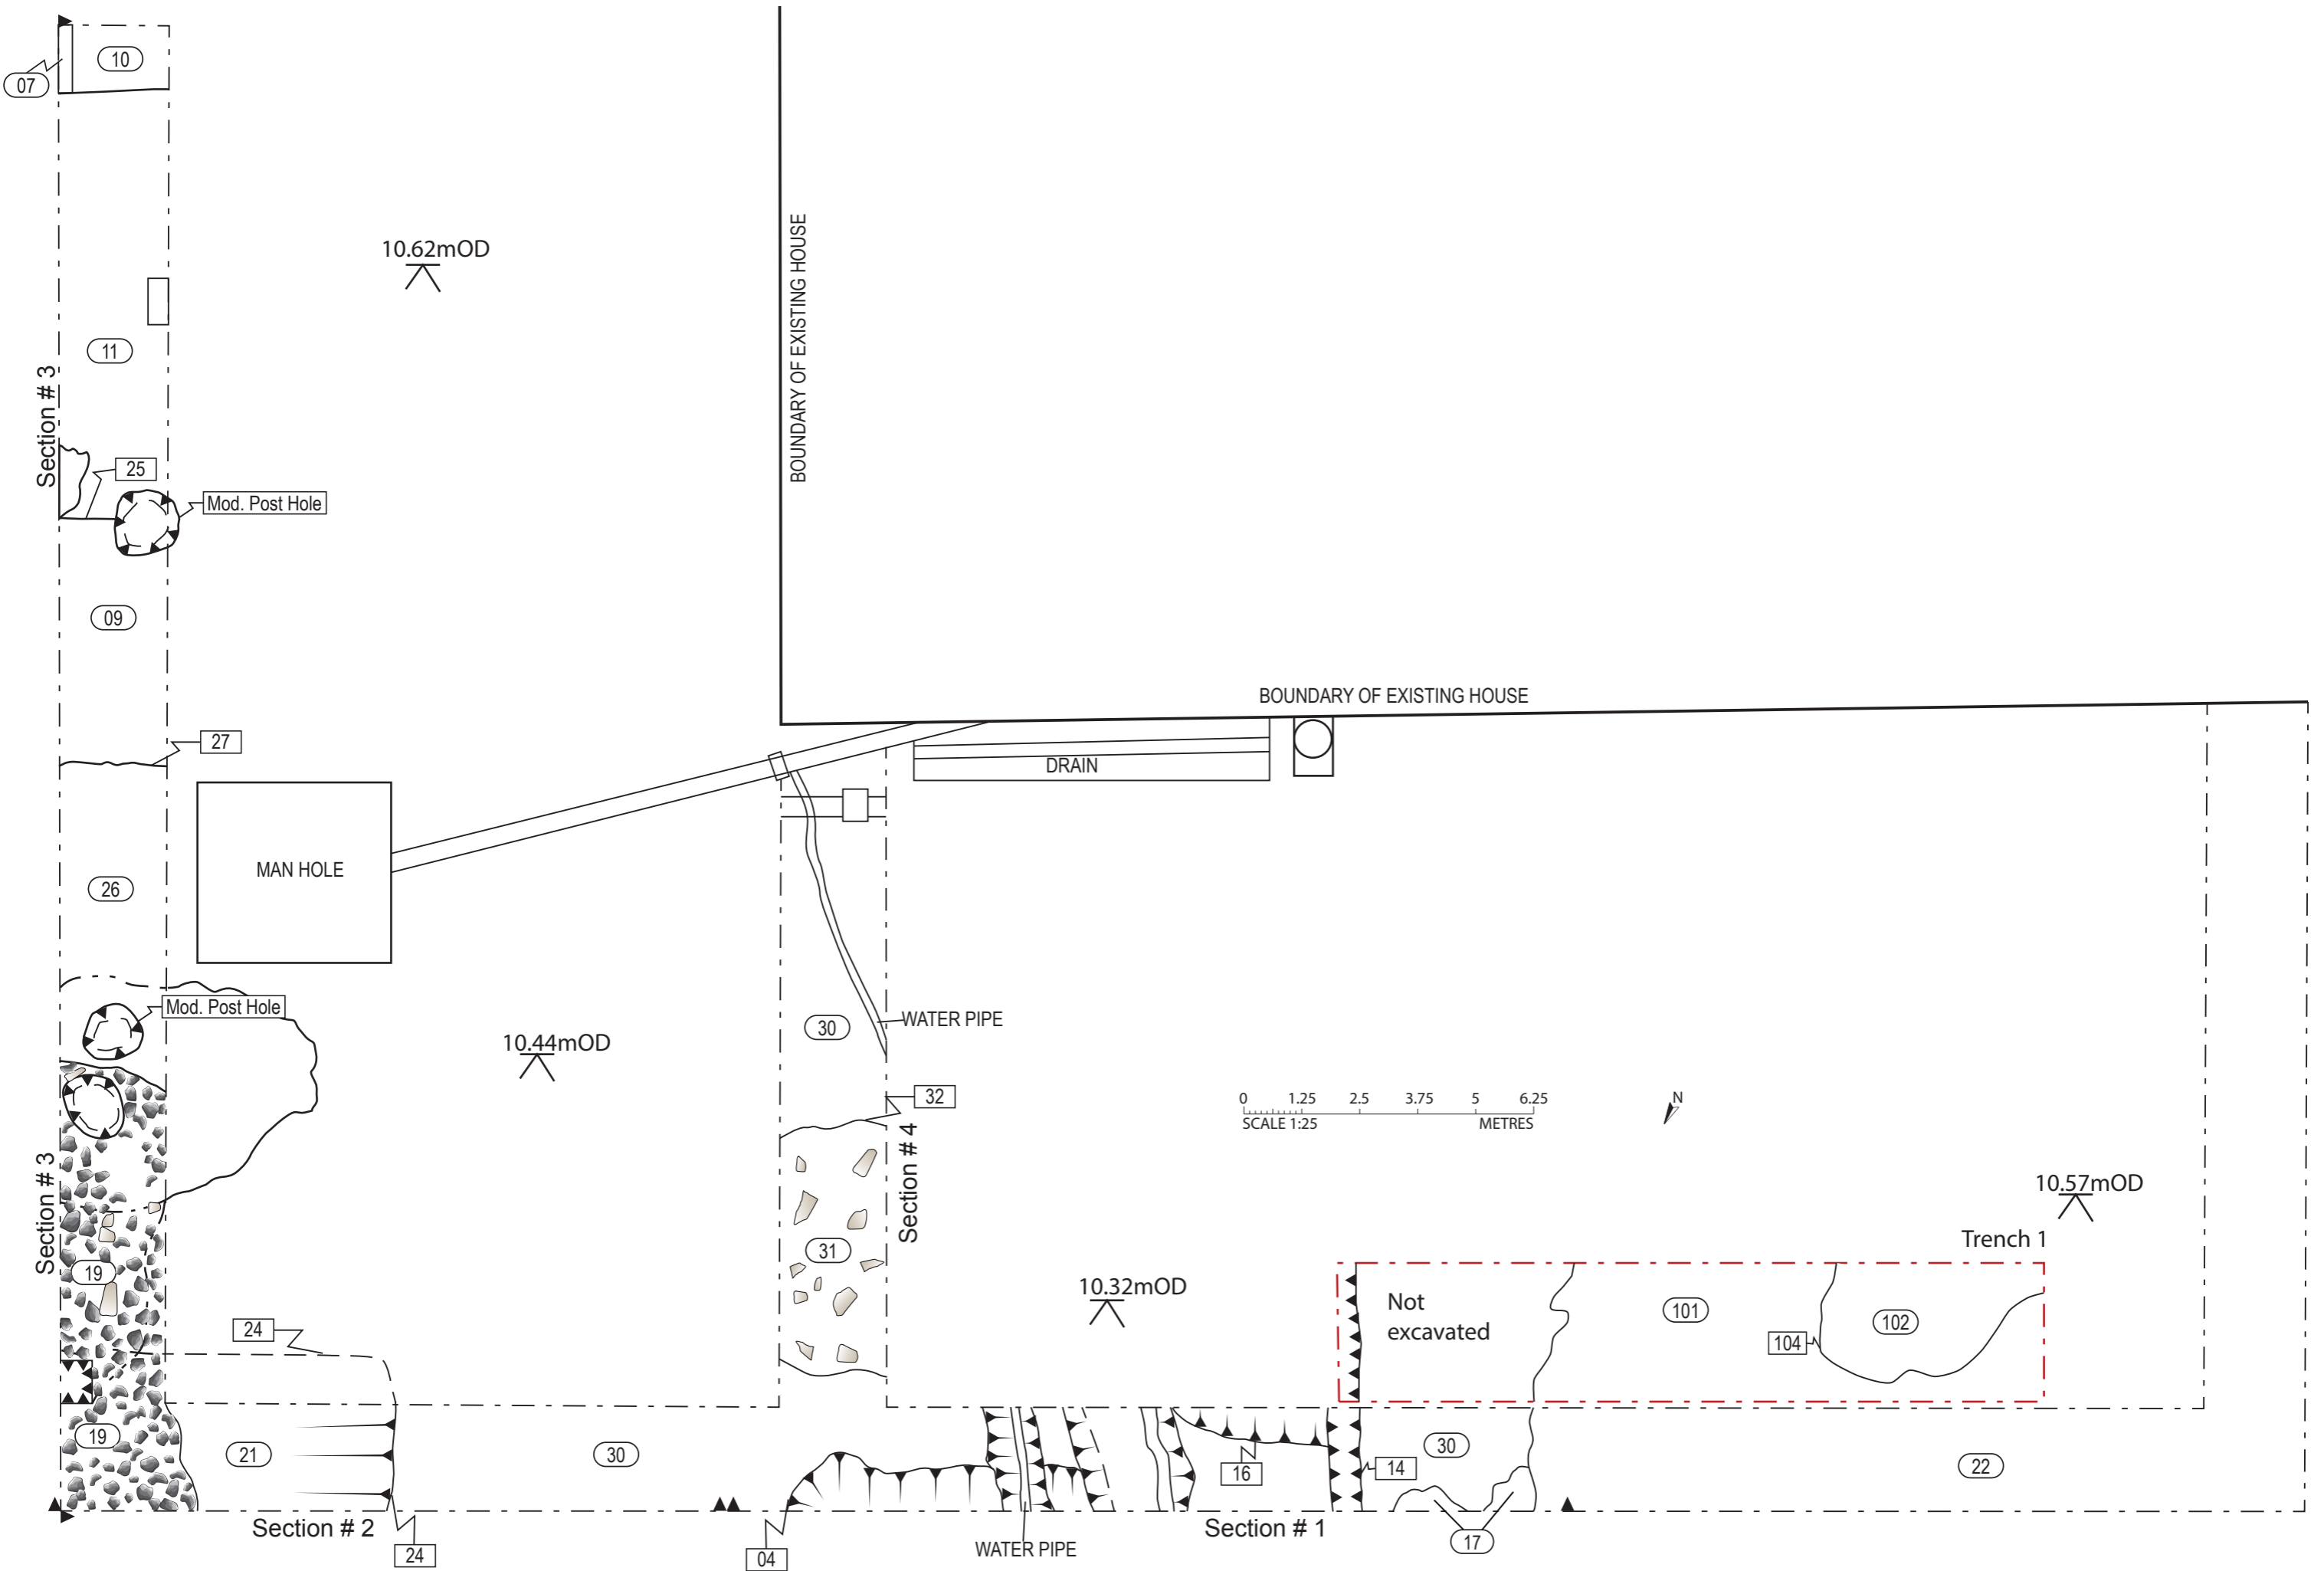 10
07
10.62mOD
BOUNDARY OF EXISTING HOUSE
11
Section # 3
25
Mod. Post Hole
09
BOUNDARY OF EXISTING HOUSE
27
DRAIN
MAN HOLE
26
Mod. Post Hole
30
WATER PIPE
10.44mOD
32
0 1.25 2.5 3.75 5 6.25
SCALE 1:25 METRES
N
Section # 3
Section # 4
10.57mOD
Trench 1
31
19
10.32mOD
Not
excavated
101
102
104
24
19
21
30
16
14
30
22
Section # 2
24
04
WATER PIPE
Section # 1
17